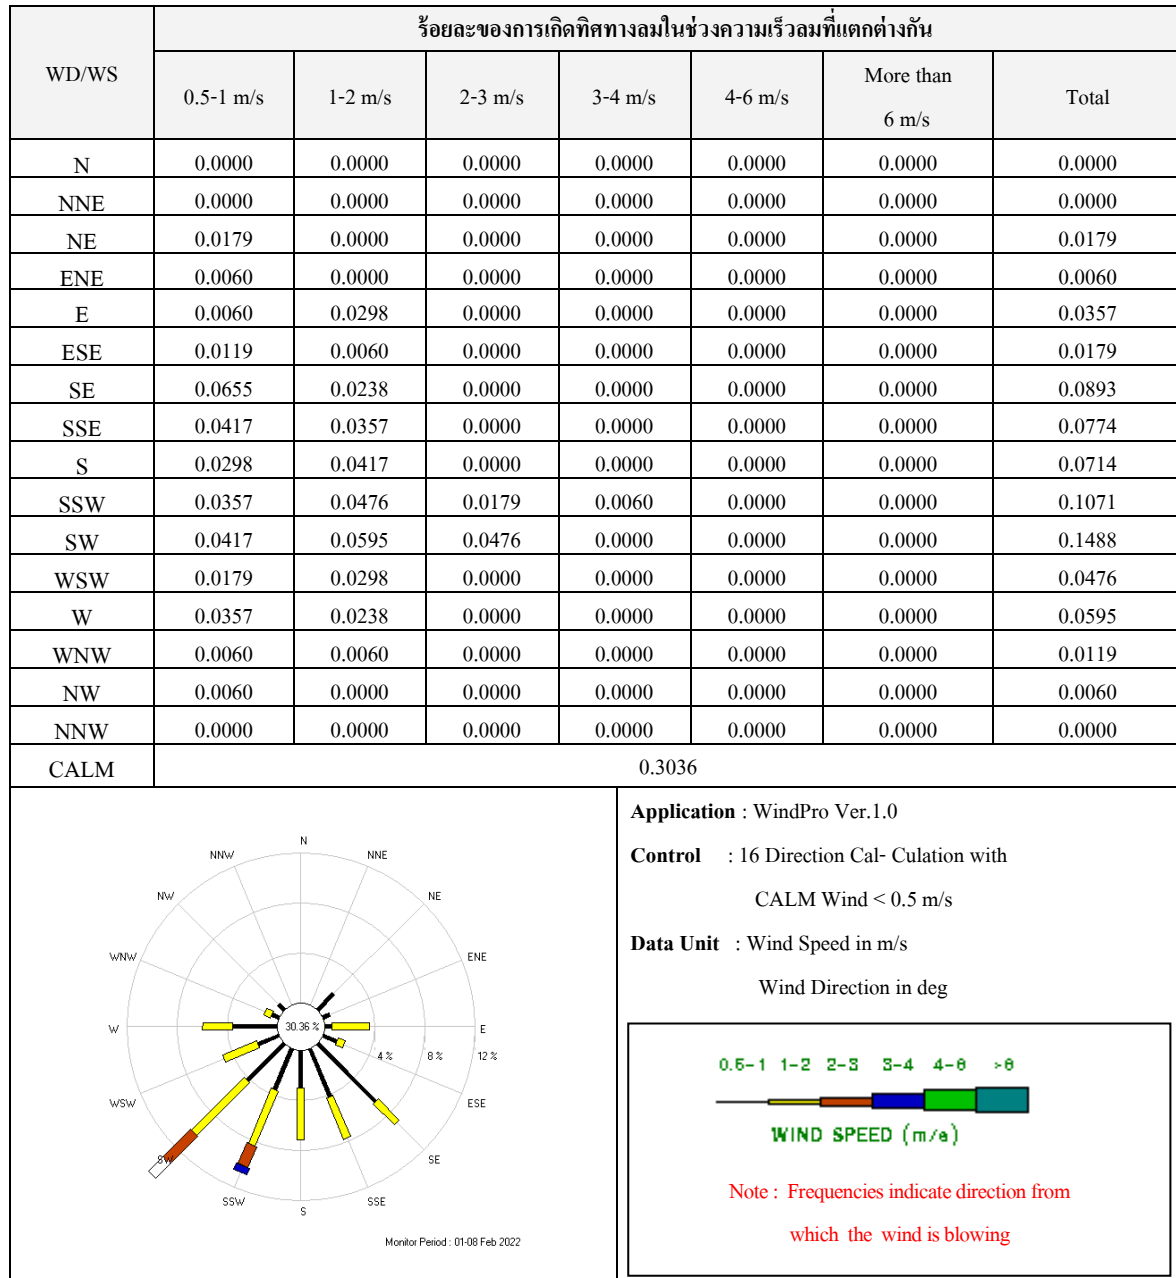 ร้อยละของการเกิดทิศทางลมในช่วงความเร็วลมที่แตกต่างกัน
WD/WS 0.5-1 m/s 1-2 m/s 2-3 m/s 3-4 m/s 4-6 m/s More than 6 m/s Total
N 0.0000 0.0000 0.0000 0.0000 0.0000 0.0000 0.0000
NNE 0.0000 0.0000 0.0000 0.0000 0.0000 0.0000 0.0000
NE 0.0179 0.0000 0.0000 0.0000 0.0000 0.0000 0.0179
ENE 0.0060 0.0000 0.0000 0.0000 0.0000 0.0000 0.0060
E 0.0060 0.0298 0.0000 0.0000 0.0000 0.0000 0.0357
ESE 0.0119 0.0060 0.0000 0.0000 0.0000 0.0000 0.0179
SE 0.0655 0.0238 0.0000 0.0000 0.0000 0.0000 0.0893
SSE 0.0417 0.0357 0.0000 0.0000 0.0000 0.0000 0.0774
S 0.0298 0.0417 0.0000 0.0000 0.0000 0.0000 0.0714
SSW 0.0357 0.0476 0.0179 0.0060 0.0000 0.0000 0.1071
SW 0.0417 0.0595 0.0476 0.0000 0.0000 0.0000 0.1488
WSW 0.0179 0.0298 0.0000 0.0000 0.0000 0.0000 0.0476
W 0.0357 0.0238 0.0000 0.0000 0.0000 0.0000 0.0595
WNW 0.0060 0.0060 0.0000 0.0000 0.0000 0.0000 0.0119
NW 0.0060 0.0000 0.0000 0.0000 0.0000 0.0000 0.0060
NNW 0.0000 0.0000 0.0000 0.0000 0.0000 0.0000 0.0000
CALM 0.3036
N
NNW NNE
NW NE
WNW ENE
W 30.36 % E
4 % 8 % 12 %
WSW ESE
SW SE
SSW SSE
S
Monitor Period : 01-08 Feb 2022
Application : WindPro Ver.1.0
Control : 16 Direction Cal- Culation with
CALM Wind < 0.5 m/s
Data Unit : Wind Speed in m/s
Wind Direction in deg
0.5-1 1-2 2-3 3-4 4-6 >6
WIND SPEED (m/s)
Note : Frequencies indicate direction from
which the wind is blowing